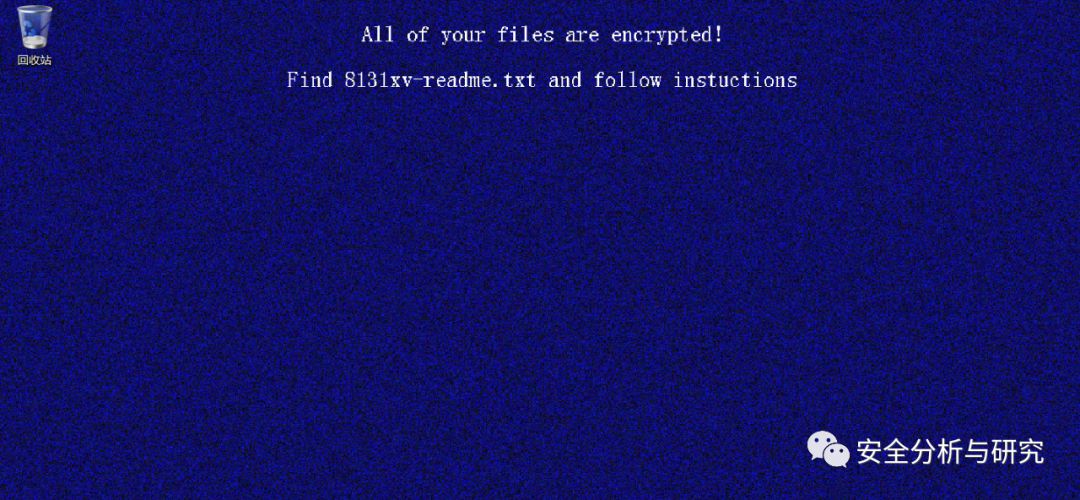 All of your files are encrypted!
回收站
Find 8131xv-readme.txt and follow instuctions
安全分析与研究